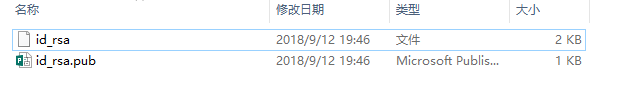 名称 修改日期 类型 大小
id_rsa 2018/9/12 19:46 文件 2 KB
id_rsa.pub 2018/9/12 19:46 Microsoft Publis... 1 KB